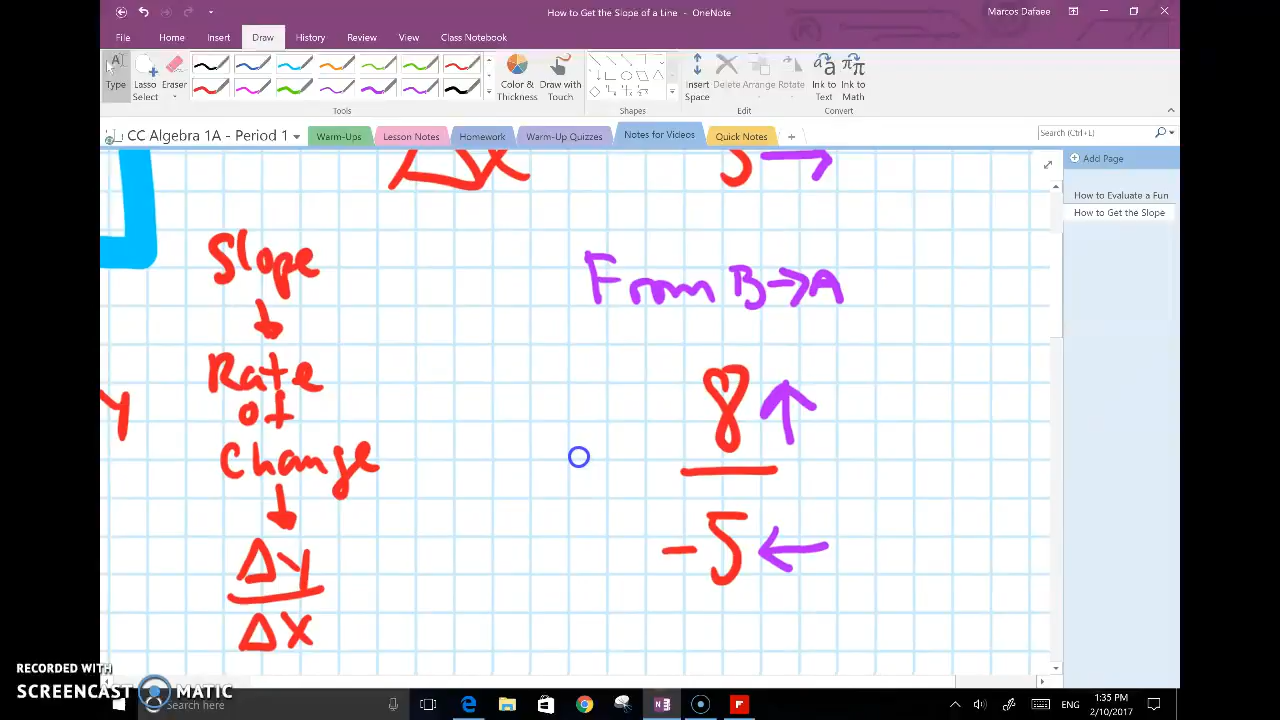 How to Get the Slope of a Line - OneNote
Marcos Dafaee
File Home Insert Draw History Review View Class Notebook
Type
Lasso Select
Eraser
Color & Thickness
Draw with Touch
Insert Space
Delete Arrange Rotate
Ink to Text
Ink to Math
Tools Shapes Edit Convert
CC Algebra 1A - Period 1
Warm-Ups Lesson Notes Homework Warm-Up Quizzes Notes for Videos Quick Notes
Search (Ctrl+L)
Add Page
How to Evaluate a Fun
How to Get the Slope
ΔX
5 →
Slope
↓
Rate
of
Change
↓
ΔY
ΔX
y
From B→A
8 ↑
-5 ←
RECORDED WITH
SCREENCAST MATIC
Search here
ENG
1:35 PM
2/10/2017